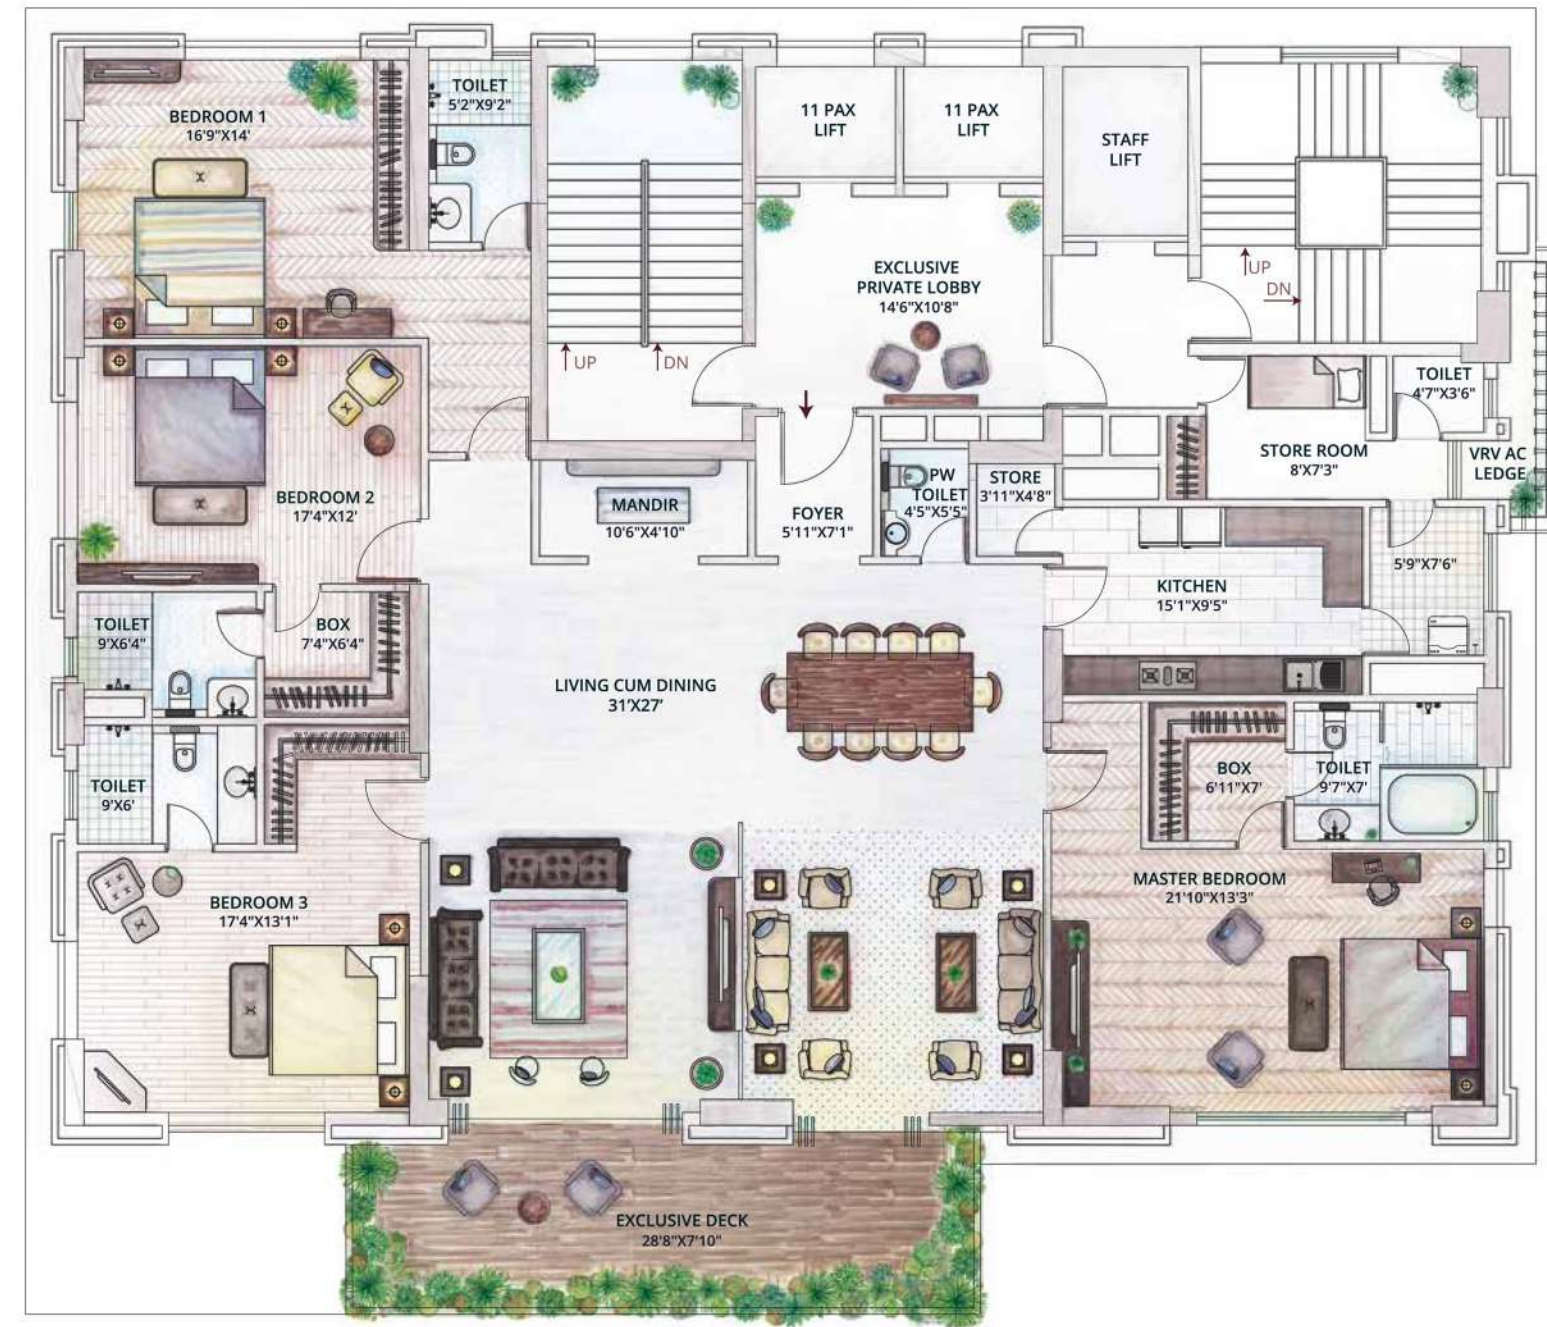 TOILET
5'2"X9'2"
BEDROOM 1
16'9"X14'
11 PAX
LIFT
11 PAX
LIFT
STAFF
LIFT
EXCLUSIVE
PRIVATE LOBBY
14'6"X10'8"
UP
DN
UP
DN
TOILET
4'7"X3'6"
STORE ROOM
8'X7'3"
VRV AC
LEDGE
BEDROOM 2
17'4"X12'
MANDIR
10'6"X4'10"
FOYER
5'11"X7'1"
PW
TOILET
4'5"X5'5"
STORE
3'11"X4'8"
KITCHEN
15'1"X9'5"
5'9"X7'6"
TOILET
9'X6'4"
BOX
7'4"X6'4"
LIVING CUM DINING
31'X27'
TOILET
9'X6'
BOX
6'11"X7'
TOILET
9'7"X7'
BEDROOM 3
17'4"X13'1"
MASTER BEDROOM
21'10"X13'3"
EXCLUSIVE DECK
28'8"X7'10"